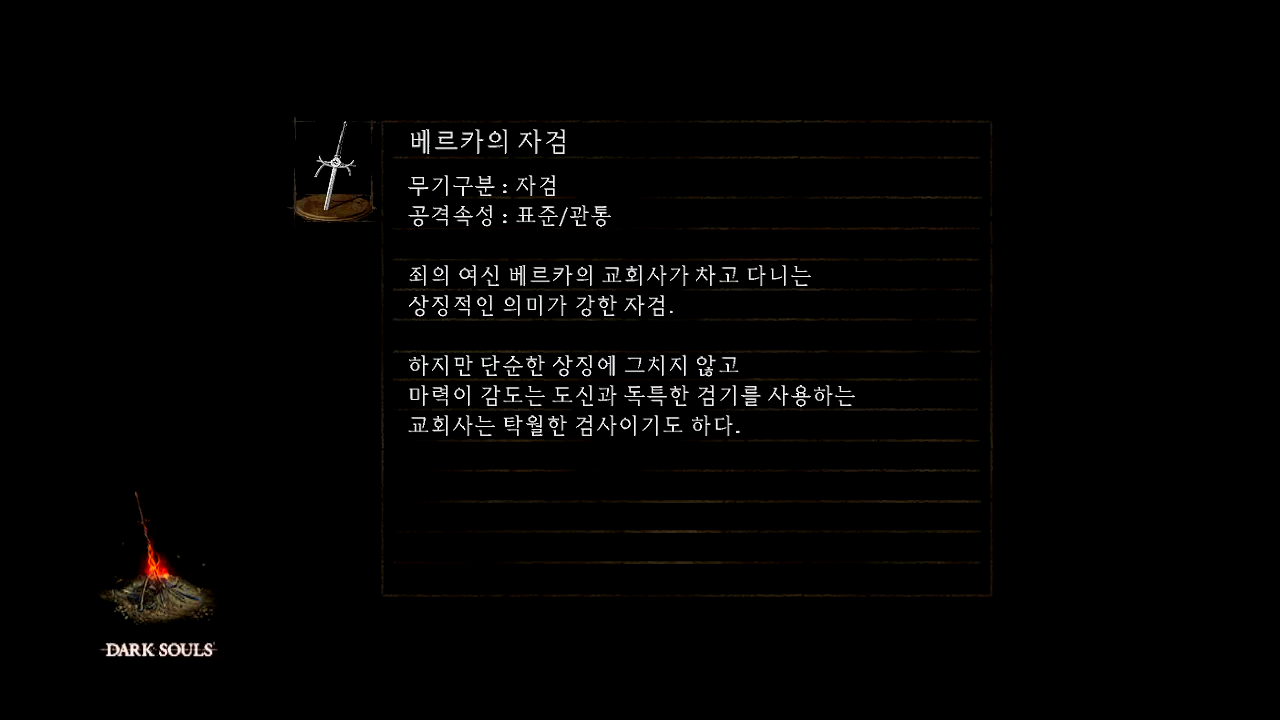 베르카의 자검
무기구분 : 자검
공격속성 : 표준/관통
죄의 여신 베르카의 교회사가 차고 다니는
상징적인 의미가 강한 자검.
하지만 단순한 상징에 그치지 않고
마력이 감도는 도신과 독특한 검기를 사용하는
교회사는 탁월한 검사이기도 하다.
DARK SOULS